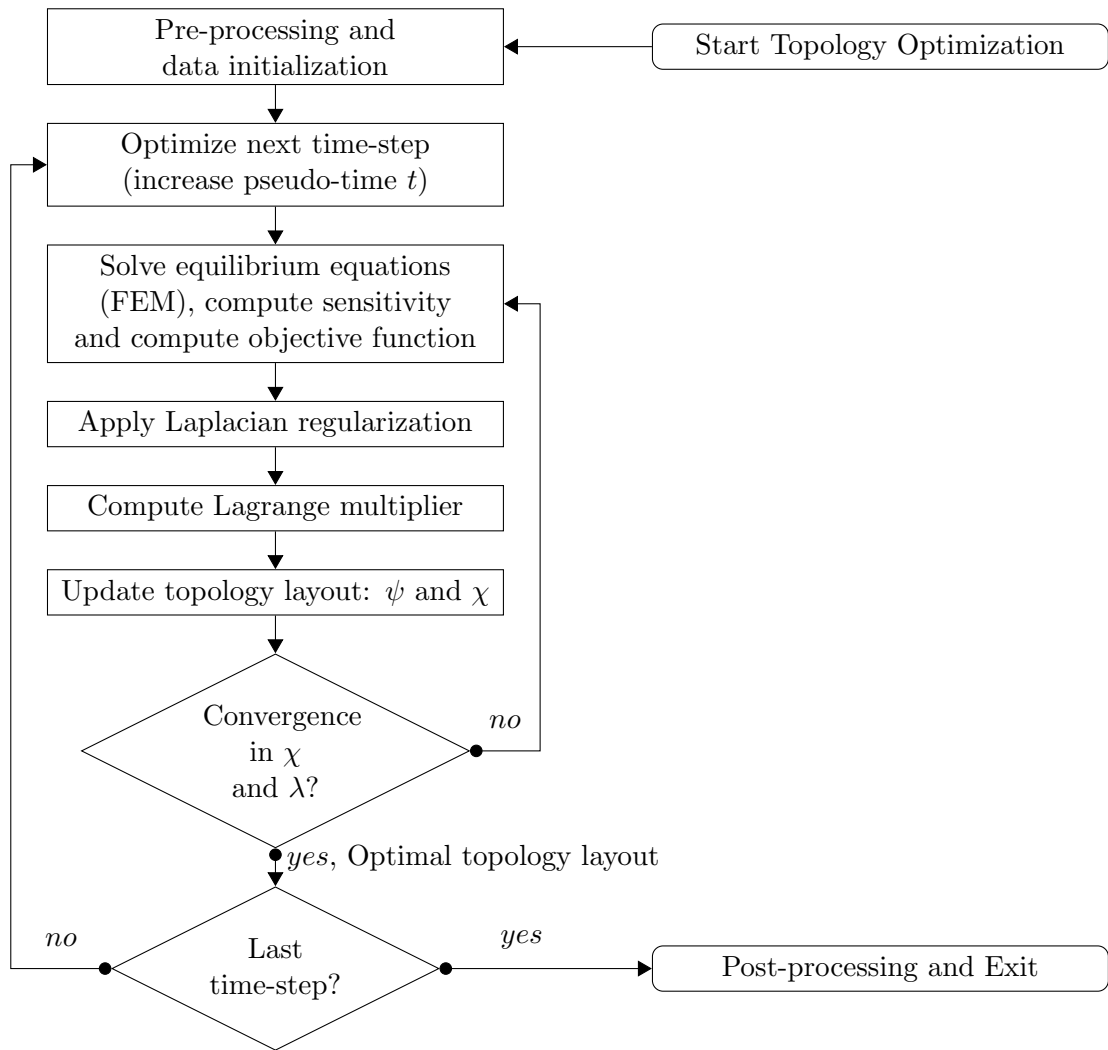 Pre-processing and
data initialization
Start Topology Optimization
Optimize next time-step
(increase pseudo-time t)
Solve equilibrium equations
(FEM), compute sensitivity
and compute objective function
Apply Laplacian regularization
Compute Lagrange multiplier
Update topology layout: ψ and χ
Convergence
in χ
and λ?
no
yes, Optimal topology layout
no
Last
time-step?
yes
Post-processing and Exit